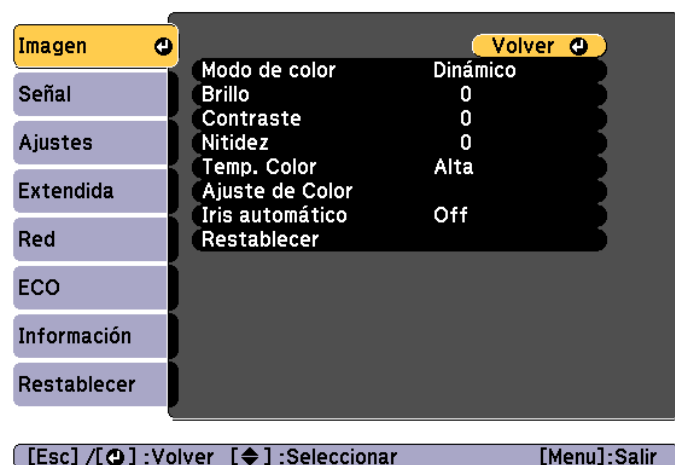 Imagen
Volver
Modo de color Dinámico
Señal
Brillo 0
Contraste 0
Ajustes
Nitidez 0
Temp. Color Alta
Extendida
Ajuste de Color
Iris automático Off
Red
Restablecer
ECO
Información
Restablecer
[Esc] /[ ] :Volver [ ] :Seleccionar [Menu]:Salir